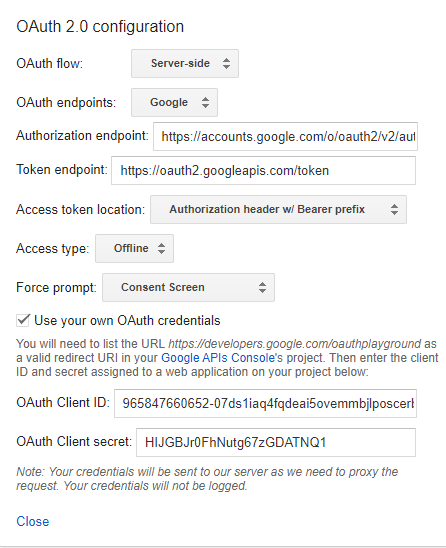 OAuth 2.0 configuration
OAuth flow: Server-side
OAuth endpoints: Google
Authorization endpoint: https://accounts.google.com/o/oauth2/v2/aut
Token endpoint: https://oauth2.googleapis.com/token
Access token location: Authorization header w/ Bearer prefix
Access type: Offline
Force prompt: Consent Screen
Use your own OAuth credentials
You will need to list the URL https://developers.google.com/oauthplayground as
a valid redirect URI in your Google APIs Console's project. Then enter the client
ID and secret assigned to a web application on your project below:
OAuth Client ID: 965847660652-07ds1iaq4fqdeai5ovemmbjlposcerb
OAuth Client secret: HIJGBJr0FhNutg67zGDATNQ1
Note: Your credentials will be sent to our server as we need to proxy the
request. Your credentials will not be logged.
Close